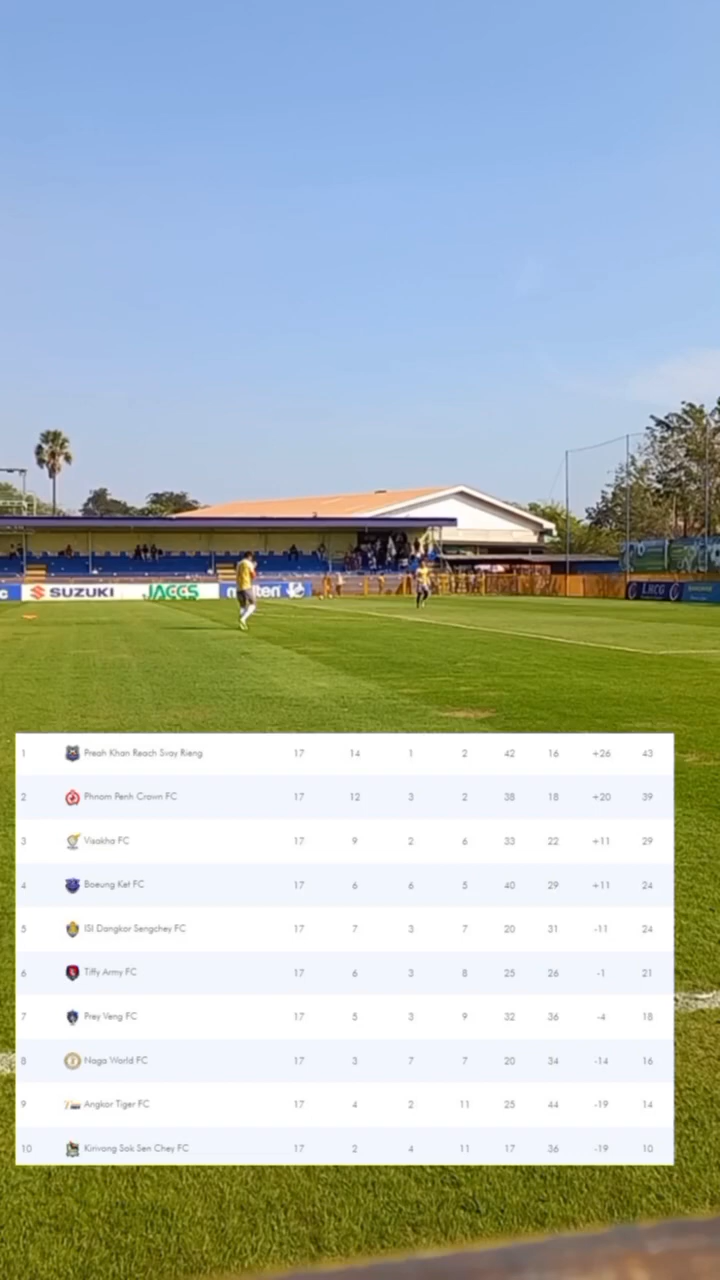 SUZUKI JACCS molten
LHCG
1 Preah Khan Reach Svay Rieng 17 14 1 2 42 16 +26 43
2 Phnom Penh Crown FC 17 12 3 2 38 18 +20 39
3 Visakha FC 17 9 2 6 33 22 +11 29
4 Boeung Ket FC 17 6 6 5 40 29 +11 24
5 ISI Dangkor Sengchey FC 17 7 3 7 20 31 -11 24
6 Tiffy Army FC 17 6 3 8 25 26 -1 21
7 Prey Veng FC 17 5 3 9 32 36 -4 18
8 Naga World FC 17 3 7 7 20 34 -14 16
9 Angkor Tiger FC 17 4 2 11 25 44 -19 14
10 Kirivong Sok Sen Chey FC 17 2 4 11 17 36 -19 10